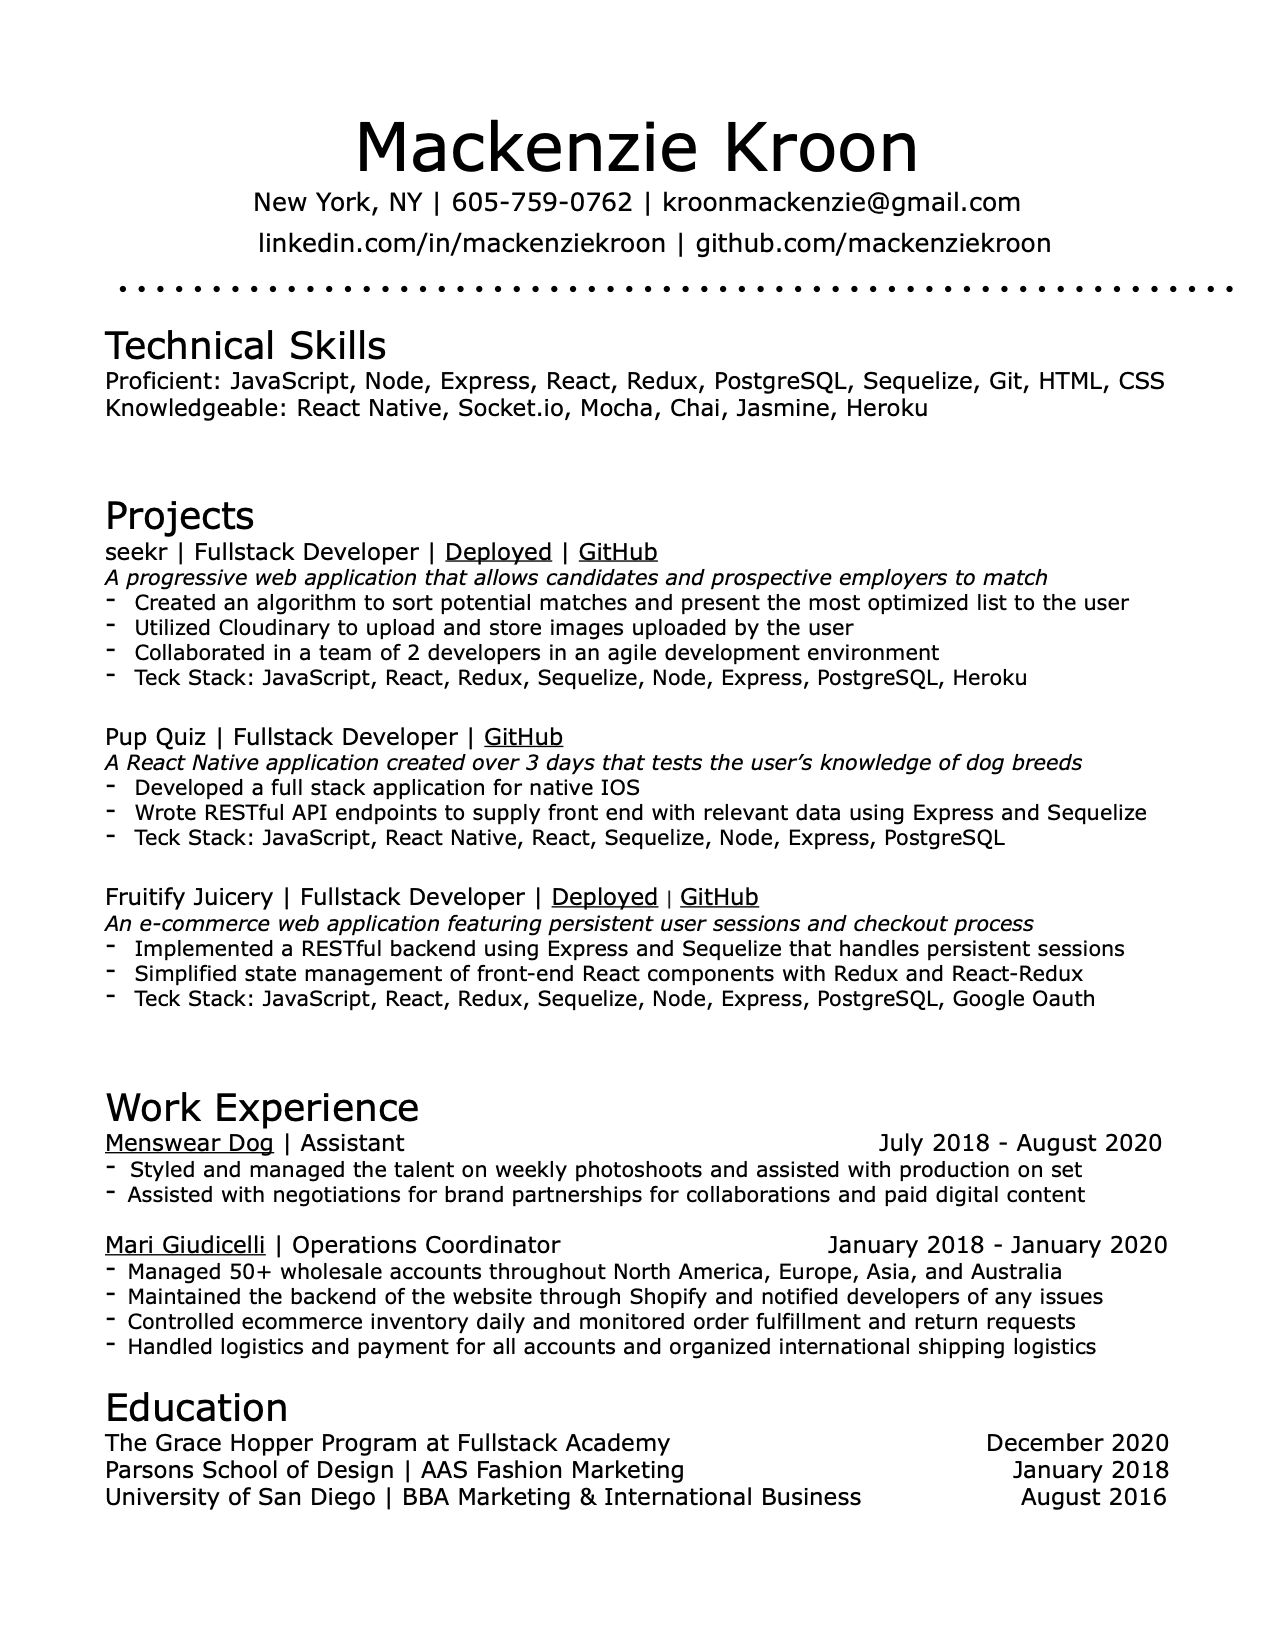 Mackenzie Kroon
New York, NY | 605-759-0762 | kroonmackenzie@gmail.com
linkedin.com/in/mackenziekroon | github.com/mackenziekroon
Technical Skills
Proficient: JavaScript, Node, Express, React, Redux, PostgreSQL, Sequelize, Git, HTML, CSS
Knowledgeable: React Native, Socket.io, Mocha, Chai, Jasmine, Heroku
Projects
seekr | Fullstack Developer | Deployed | GitHub
A progressive web application that allows candidates and prospective employers to match
- Created an algorithm to sort potential matches and present the most optimized list to the user
- Utilized Cloudinary to upload and store images uploaded by the user
- Collaborated in a team of 2 developers in an agile development environment
- Teck Stack: JavaScript, React, Redux, Sequelize, Node, Express, PostgreSQL, Heroku
Pup Quiz | Fullstack Developer | GitHub
A React Native application created over 3 days that tests the user’s knowledge of dog breeds
- Developed a full stack application for native IOS
- Wrote RESTful API endpoints to supply front end with relevant data using Express and Sequelize
- Teck Stack: JavaScript, React Native, React, Sequelize, Node, Express, PostgreSQL
Fruitify Juicery | Fullstack Developer | Deployed | GitHub
An e-commerce web application featuring persistent user sessions and checkout process
- Implemented a RESTful backend using Express and Sequelize that handles persistent sessions
- Simplified state management of front-end React components with Redux and React-Redux
- Teck Stack: JavaScript, React, Redux, Sequelize, Node, Express, PostgreSQL, Google Oauth
Work Experience
Menswear Dog | Assistant July 2018 - August 2020
- Styled and managed the talent on weekly photoshoots and assisted with production on set
- Assisted with negotiations for brand partnerships for collaborations and paid digital content
Mari Giudicelli | Operations Coordinator January 2018 - January 2020
- Managed 50+ wholesale accounts throughout North America, Europe, Asia, and Australia
- Maintained the backend of the website through Shopify and notified developers of any issues
- Controlled ecommerce inventory daily and monitored order fulfillment and return requests
- Handled logistics and payment for all accounts and organized international shipping logistics
Education
The Grace Hopper Program at Fullstack Academy December 2020
Parsons School of Design | AAS Fashion Marketing January 2018
University of San Diego | BBA Marketing & International Business August 2016